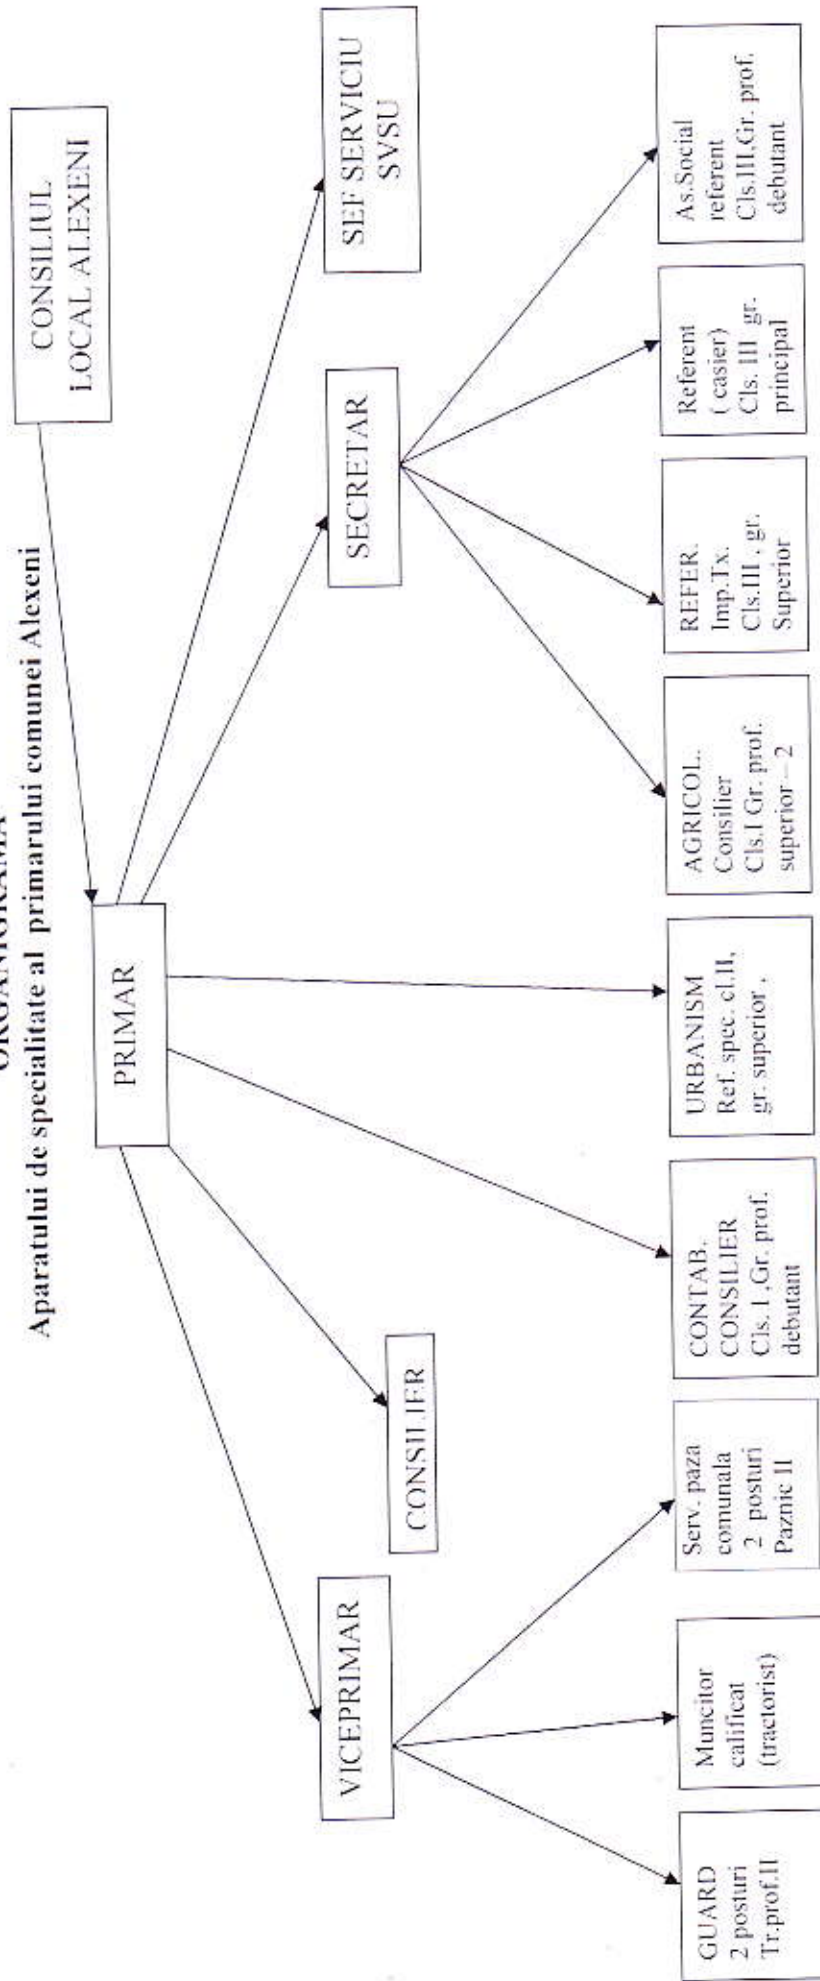 ORGANIGRAMA
Aparatului de specialitate al primarului comunei Alexeni
CONSILIUL
LOCAL ALEXENI
PRIMAR
VICEPRIMAR
CONSILIER
SECRETAR
SEF SERVICIU
SVSU
GUARD
2 posturi
Tr.prof.II
Muncitor
calificat
(tractorist)
Serv. paza
comunala
2 posturi
Paznic II
CONTAB.
CONSILIER
Cls. I ,Gr. prof.
debutant
URBANISM
Ref. spec. cl.II,
gr. superior .
AGRICOL.
Consilier
Cls.I Gr. prof.
superior – 2
REFER.
Imp.Tx.
Cls.III , gr.
Superior
Referent
( casier)
Cls. III gr.
principal
As.Social
referent
Cls.III,Gr. prof.
debutant